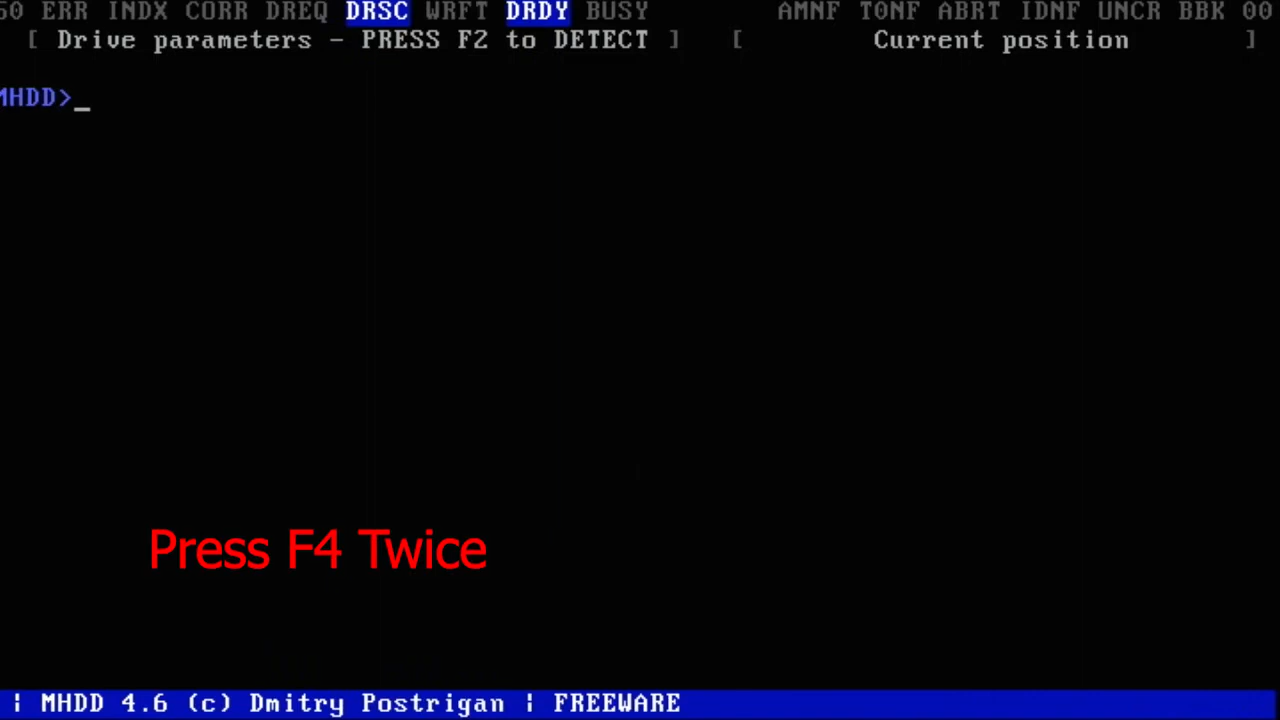 50 ERR INDX CORR DREQ DRSC WRFT DRDY BUSY AMNF T0NF ABRT IDNF UNCR BBK 00
[ Drive parameters - PRESS F2 to DETECT ] [ Current position ]
MHDD>_
Press F4 Twice
¦ MHDD 4.6 (c) Dmitry Postrigan ¦ FREEWARE